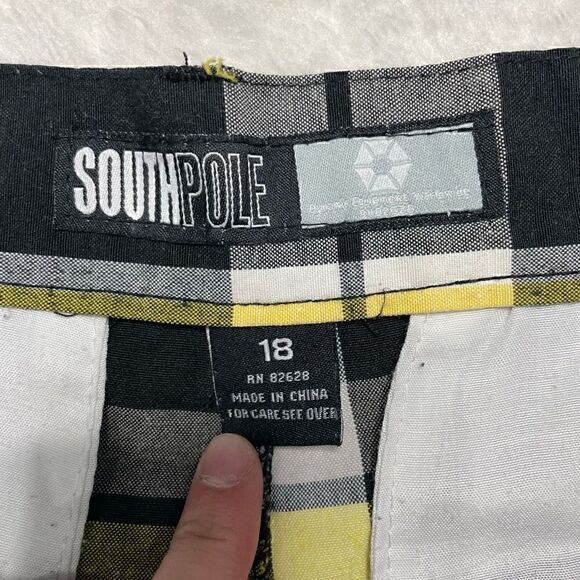 SOUTHPOLE
18
RN 82628
MADE IN CHINA
FOR CARE SEE OVER